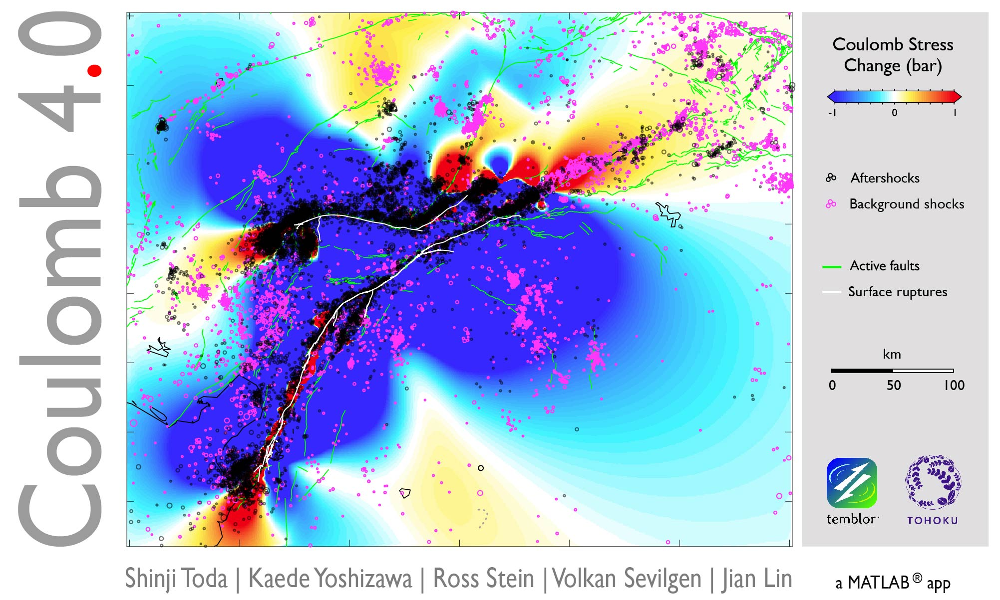 Coulomb 4.0
Coulomb Stress
Change (bar)
-1 0 1
Aftershocks
Background shocks
Active faults
Surface ruptures
km
0 50 100
temblor
TOHOKU
Shinji Toda | Kaede Yoshizawa | Ross Stein | Volkan Sevilgen | Jian Lin
a MATLAB® app